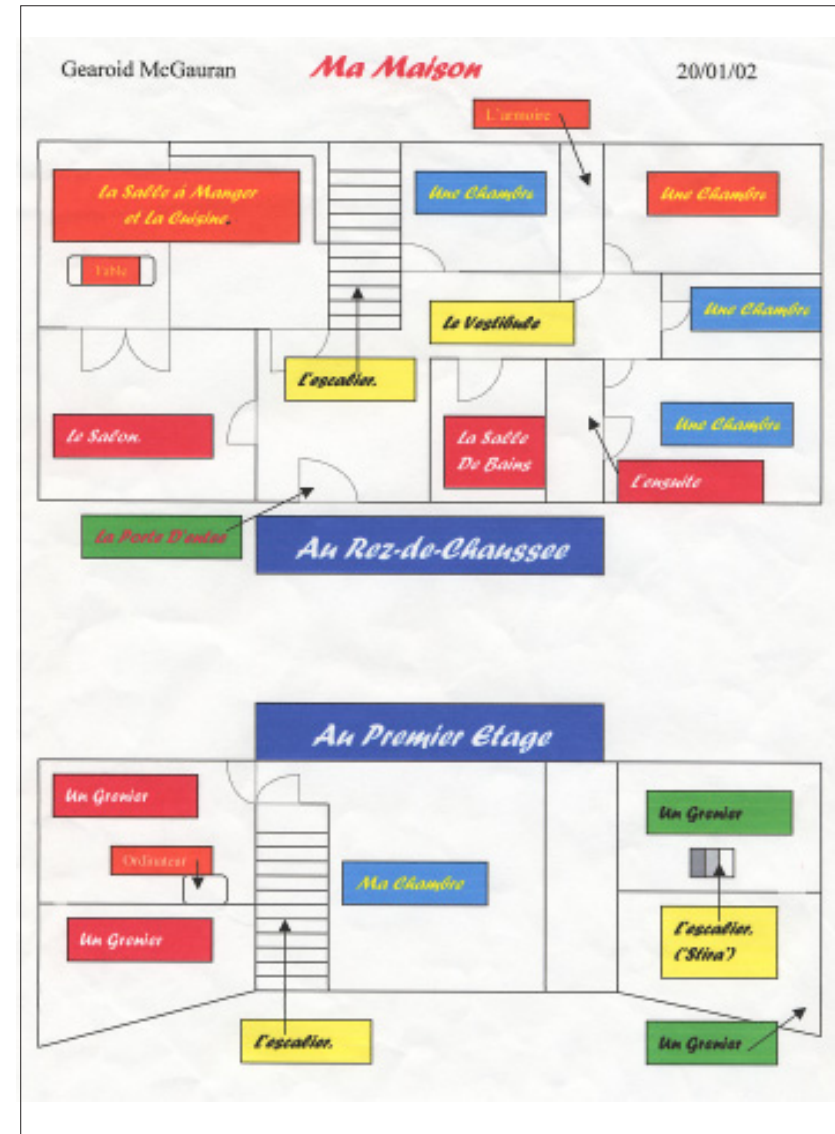 Gearoid McGauran
Ma Maison
20/01/02
L'armoire
La Salle à Manger
et La Cuisine.
Une Chambre
Une Chambre
Table
Une Chambre
Le Vestibule
L'escalier.
Le Salon.
La Salle
De Bains
Une Chambre
L'ensuite
La Porte D'entre
Au Rez-de-Chaussee
Au Premier Etage
Un Grenier
Un Grenier
Ordinateur
Ma Chambre
Un Grenier
L'escalier.
('Stira')
L'escalier.
Un Grenier